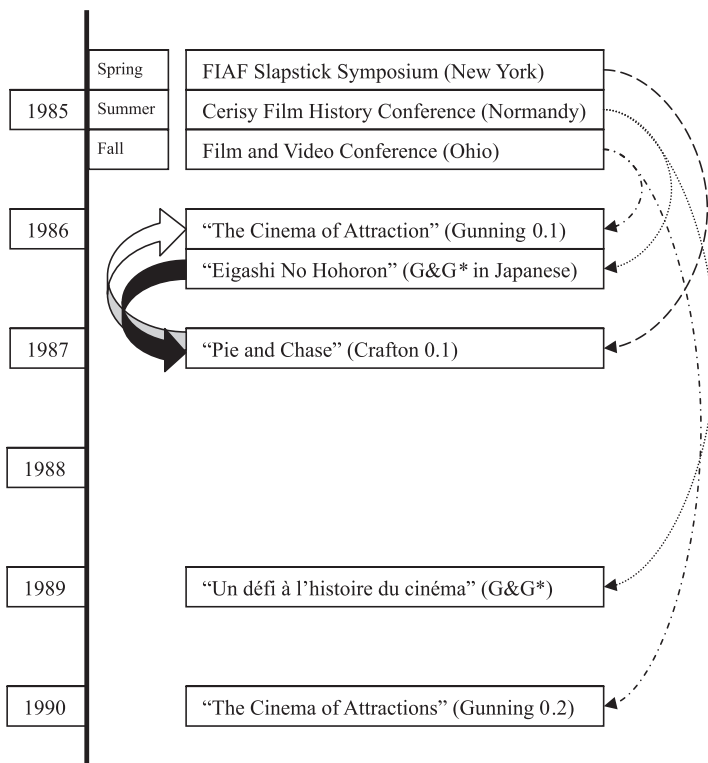 Spring
FIAF Slapstick Symposium (New York)
1985
Summer
Cerisy Film History Conference (Normandy)
Fall
Film and Video Conference (Ohio)
1986
“The Cinema of Attraction” (Gunning 0.1)
“Eigashi No Hohoron” (G&G* in Japanese)
1987
“Pie and Chase” (Crafton 0.1)
1988
1989
“Un défi à l’histoire du cinéma” (G&G*)
1990
“The Cinema of Attractions” (Gunning 0.2)